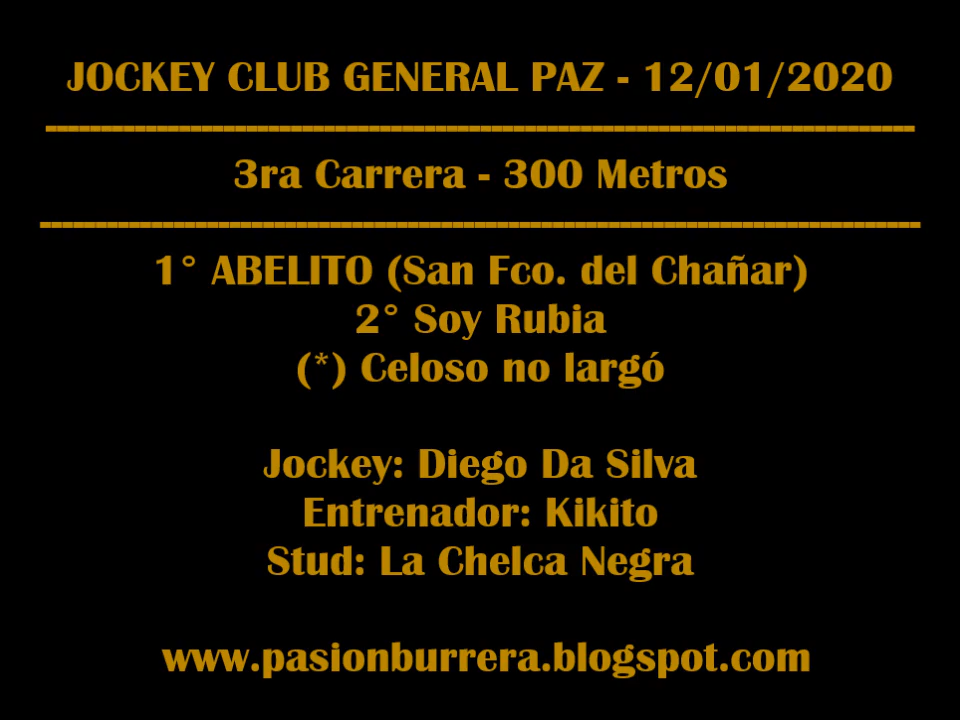 JOCKEY CLUB GENERAL PAZ - 12/01/2020
3ra Carrera - 300 Metros
1° ABELITO (San Fco. del Chañar)
2° Soy Rubia
(*) Celoso no largó
Jockey: Diego Da Silva
Entrenador: Kikito
Stud: La Chelca Negra
www.pasionburrera.blogspot.com